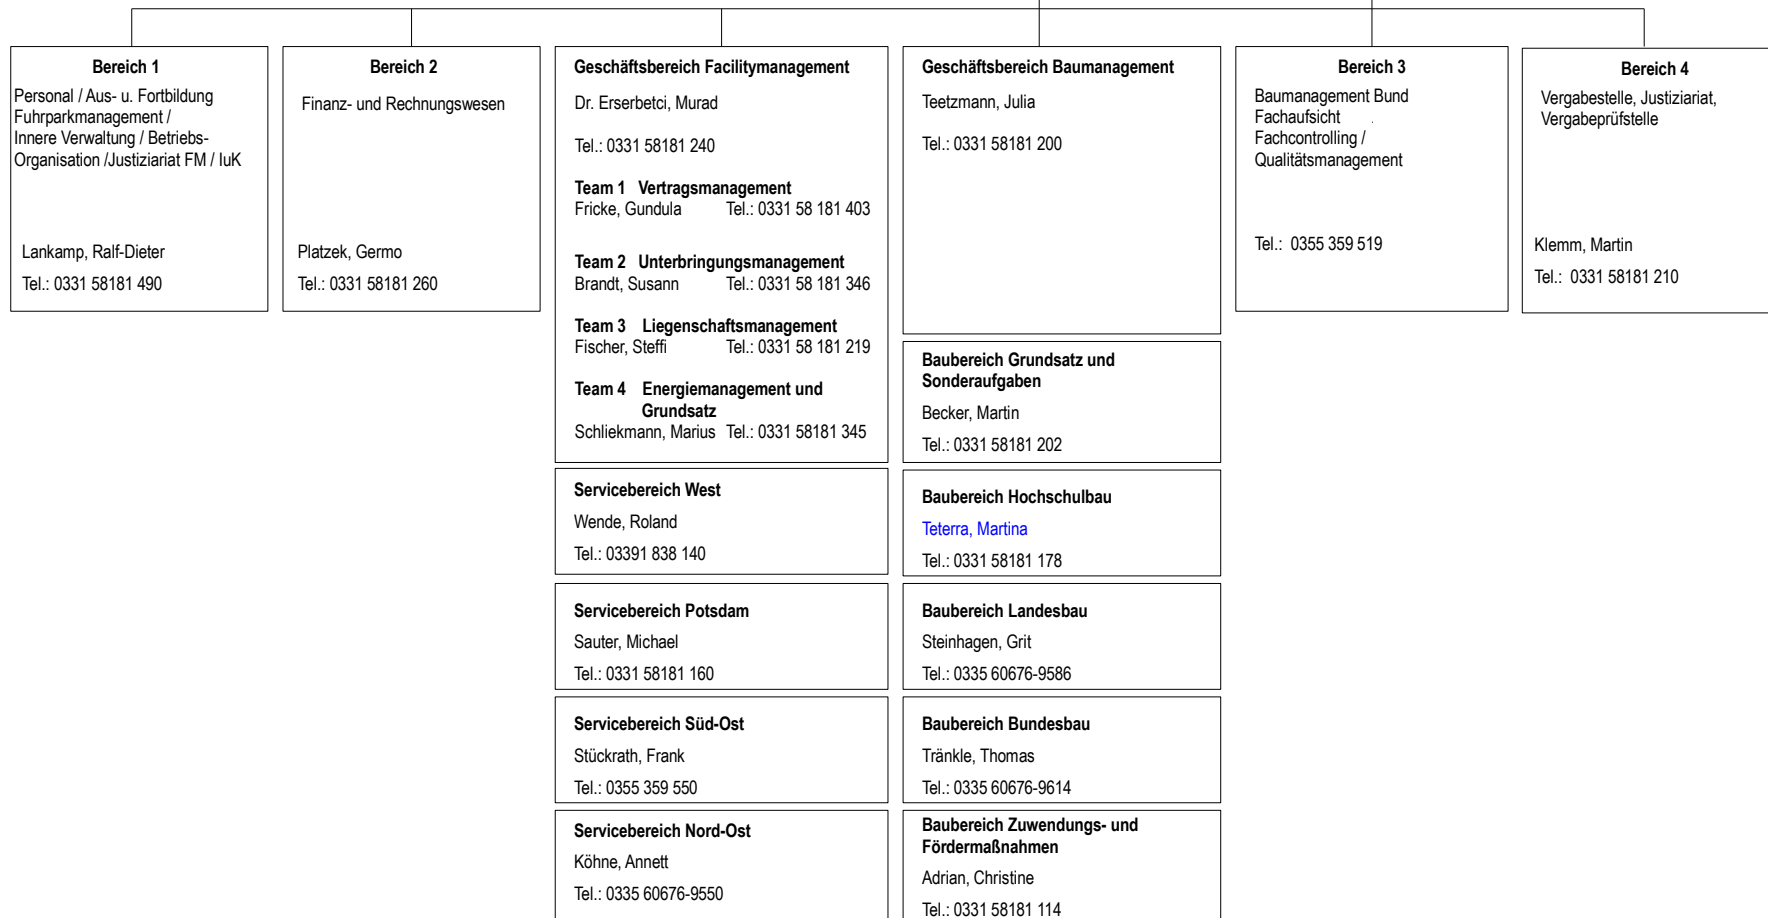 Bereich 1
Personal / Aus- u. Fortbildung
Fuhrparkmanagement /
Innere Verwaltung / Betriebs-
Organisation /Justiziariat FM / IuK
Lankamp, Ralf-Dieter
Tel.: 0331 58181 490
Bereich 2
Finanz- und Rechnungswesen
Platzek, Germo
Tel.: 0331 58181 260
Geschäftsbereich Facilitymanagement
Dr. Erserbetci, Murad
Tel.: 0331 58181 240
Team 1 Vertragsmanagement
Fricke, Gundula Tel.: 0331 58 181 403
Team 2 Unterbringungsmanagement
Brandt, Susann Tel.: 0331 58 181 346
Team 3 Liegenschaftsmanagement
Fischer, Steffi Tel.: 0331 58 181 219
Team 4 Energiemanagement und
Grundsatz
Schliekmann, Marius Tel.: 0331 58181 345
Servicebereich West
Wende, Roland
Tel.: 03391 838 140
Servicebereich Potsdam
Sauter, Michael
Tel.: 0331 58181 160
Servicebereich Süd-Ost
Stückrath, Frank
Tel.: 0355 359 550
Servicebereich Nord-Ost
Köhne, Annett
Tel.: 0335 60676-9550
Geschäftsbereich Baumanagement
Teetzmann, Julia
Tel.: 0331 58181 200
Baubereich Grundsatz und
Sonderaufgaben
Becker, Martin
Tel.: 0331 58181 202
Baubereich Hochschulbau
Teterra, Martina
Tel.: 0331 58181 178
Baubereich Landesbau
Steinhagen, Grit
Tel.: 0335 60676-9586
Baubereich Bundesbau
Tränkle, Thomas
Tel.: 0335 60676-9614
Baubereich Zuwendungs- und
Fördermaßnahmen
Adrian, Christine
Tel.: 0331 58181 114
Bereich 3
Baumanagement Bund
Fachaufsicht .
Fachcontrolling /
Qualitätsmanagement
Tel.: 0355 359 519
Bereich 4
Vergabestelle, Justiziariat,
Vergabeprüfstelle
Klemm, Martin
Tel.: 0331 58181 210